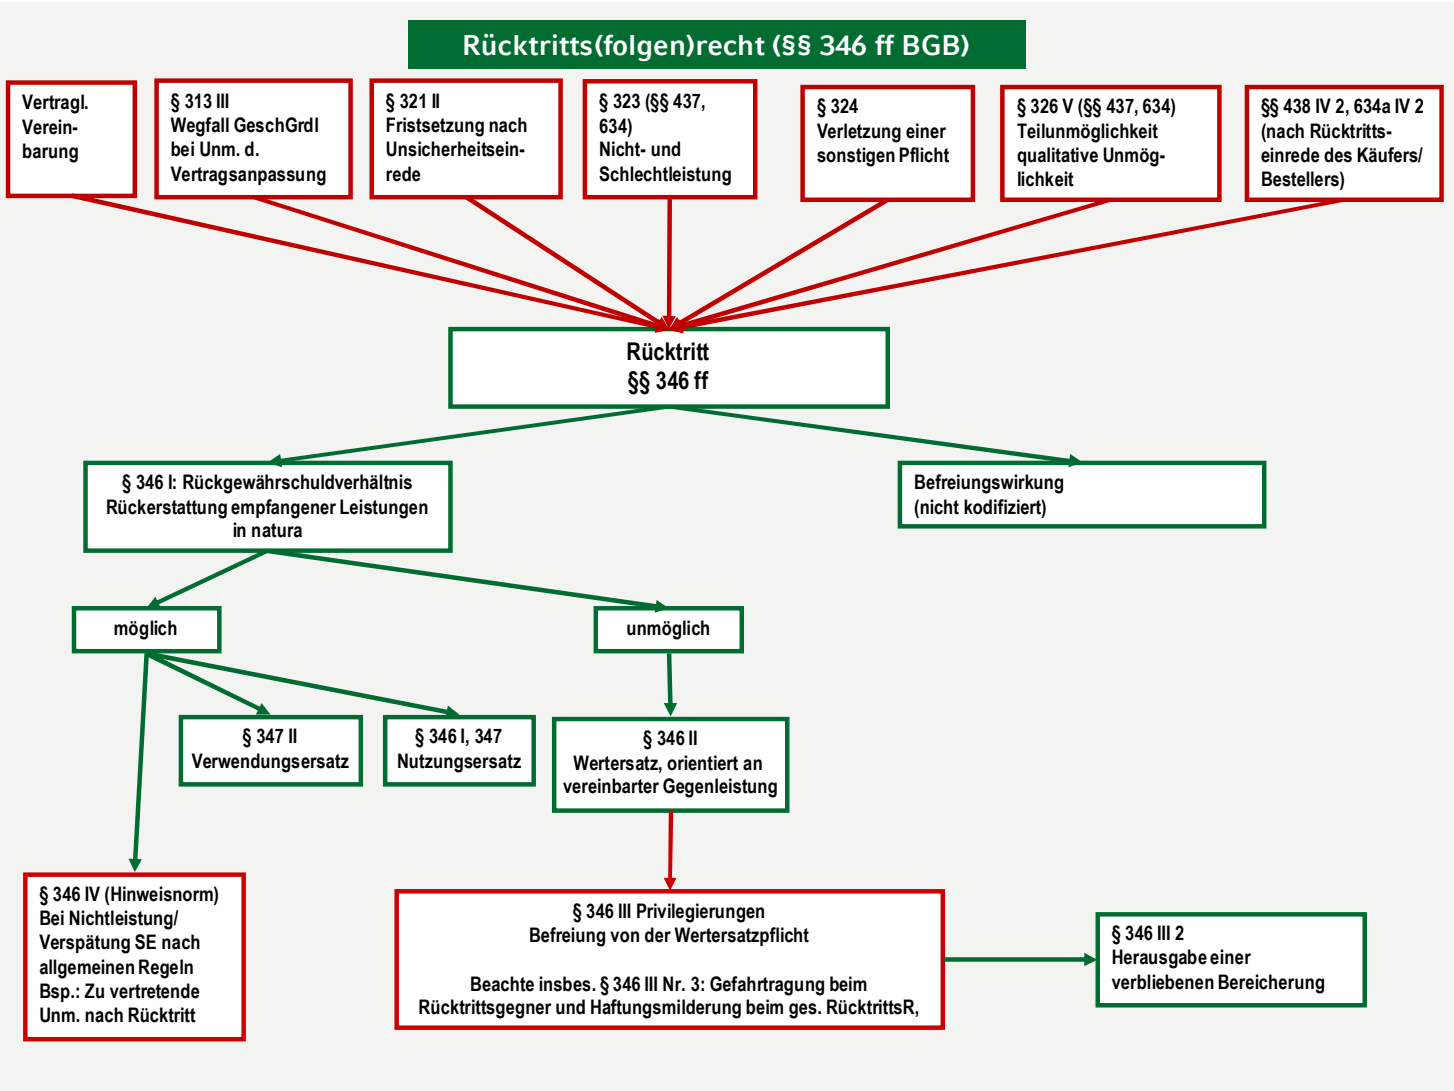 Rücktritts(folgen)recht (§§ 346 ff BGB)
Vertragl.
Verein-
barung
§ 313 III
Wegfall GeschGrdl
bei Unm. d.
Vertragsanpassung
§ 321 II
Fristsetzung nach
Unsicherheitsein-
rede
§ 323 (§§ 437,
634)
Nicht- und
Schlechtleistung
§ 324
Verletzung einer
sonstigen Pflicht
§ 326 V (§§ 437, 634)
Teilunmöglichkeit
qualitative Unmög-
lichkeit
§§ 438 IV 2, 634a IV 2
(nach Rücktritts-
einrede des Käufers/
Bestellers)
Rücktritt
§§ 346 ff
§ 346 I: Rückgewährschuldverhältnis
Rückerstattung empfangener Leistungen
in natura
Befreiungswirkung
(nicht kodifiziert)
möglich
unmöglich
§ 347 II
Verwendungsersatz
§ 346 I, 347
Nutzungsersatz
§ 346 II
Wertersatz, orientiert an
vereinbarter Gegenleistung
§ 346 IV (Hinweisnorm)
Bei Nichtleistung/
Verspätung SE nach
allgemeinen Regeln
Bsp.: Zu vertretende
Unm. nach Rücktritt
§ 346 III Privilegierungen
Befreiung von der Wertersatzpflicht
Beachte insbes. § 346 III Nr. 3: Gefahrtragung beim
Rücktrittsgegner und Haftungsmilderung beim ges. RücktrittsR,
§ 346 III 2
Herausgabe einer
verbliebenen Bereicherung